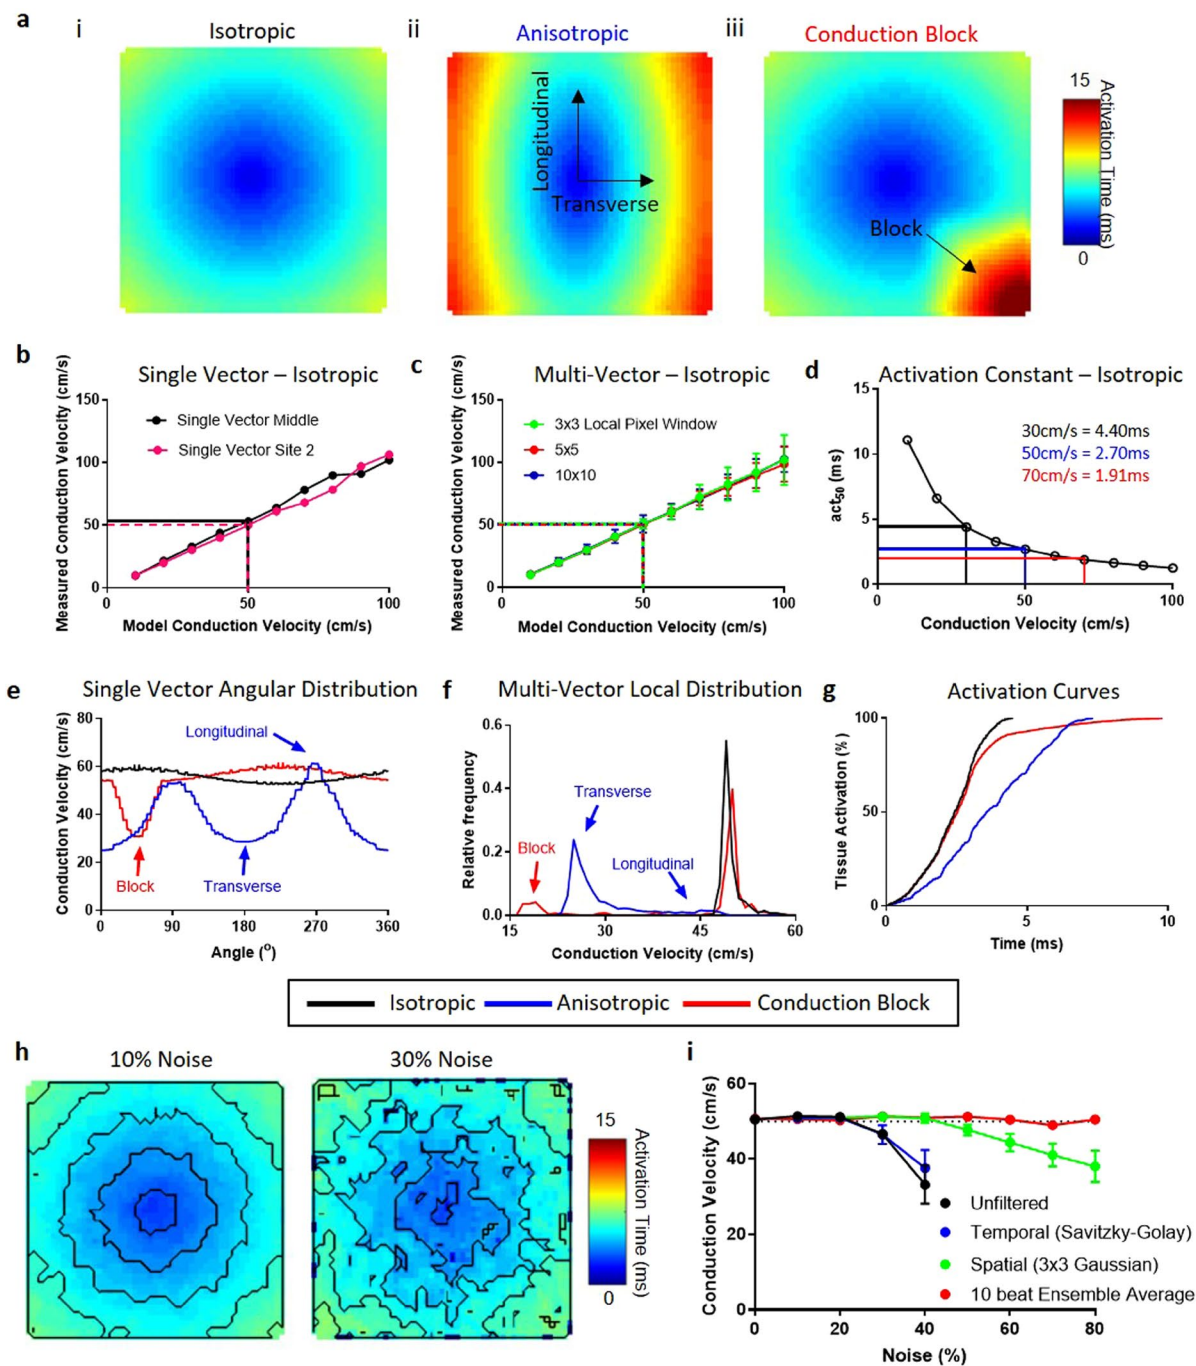 a
i
Isotropic
ii
Anisotropic
iii
Conduction Block
Longitudinal
Transverse
Block
15
Activation Time (ms)
0
b
Single Vector – Isotropic
Measured Conduction Velocity (cm/s)
150
100
50
0
Single Vector Middle
Single Vector Site 2
0
50
100
Model Conduction Velocity (cm/s)
c
Multi-Vector – Isotropic
Measured Conduction Velocity (cm/s)
150
100
50
0
3x3 Local Pixel Window
5x5
10x10
0
50
100
Model Conduction Velocity (cm/s)
d
Activation Constant – Isotropic
act50 (ms)
15
10
5
0
30cm/s = 4.40ms
50cm/s = 2.70ms
70cm/s = 1.91ms
0
50
100
Conduction Velocity (cm/s)
e
Single Vector Angular Distribution
Conduction Velocity (cm/s)
80
60
40
20
0
Longitudinal
Block
Transverse
0
90
180
270
360
Angle (o)
f
Multi-Vector Local Distribution
Relative frequency
0.6
0.4
0.2
0.0
Transverse
Block
Longitudinal
15
30
45
60
Conduction Velocity (cm/s)
g
Activation Curves
Tissue Activation (%)
100
50
0
0
5
10
Time (ms)
Isotropic
Anisotropic
Conduction Block
h
10% Noise
30% Noise
15
Activation Time (ms)
0
i
Conduction Velocity (cm/s)
60
40
20
0
Unfiltered
Temporal (Savitzky-Golay)
Spatial (3x3 Gaussian)
10 beat Ensemble Average
0
20
40
60
80
Noise (%)